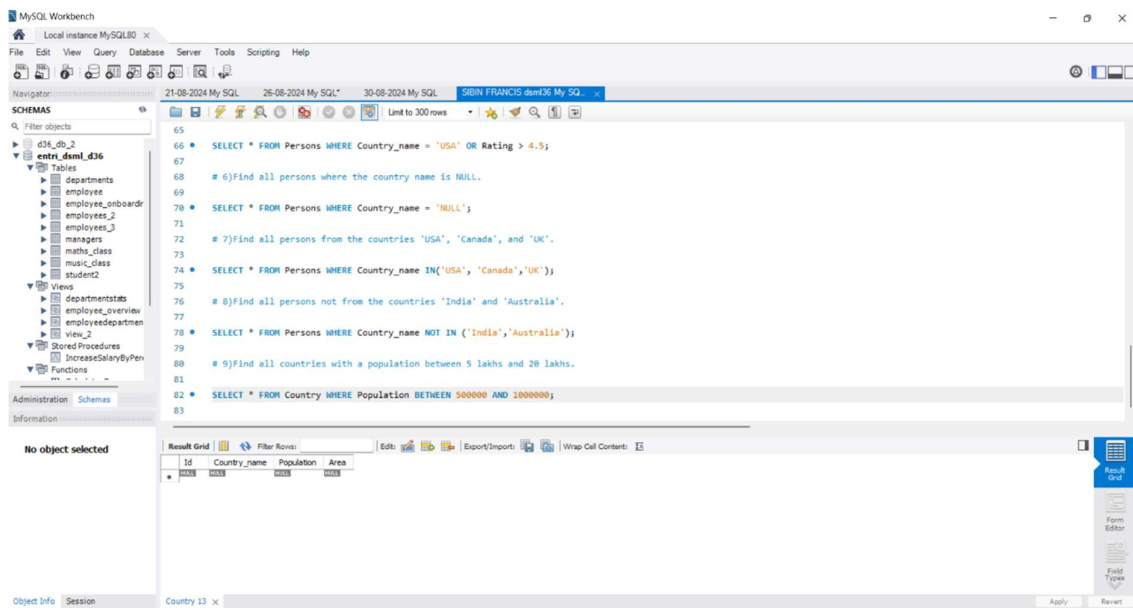 MySQL Workbench
Local instance MySQL80
File Edit View Query Database Server Tools Scripting Help
Navigator
SCHEMAS
Filter objects
d36_db_2
entri_dsml_d36
Tables
departments
employee
employee_onboardir
employees_2
employees_3
managers
maths_class
music_class
student2
Views
departmentstats
employee_overview
employeedepartmen
view_2
Stored Procedures
IncreaseSalaryByPer
Functions
Administration Schemas
Information
No object selected
Object Info Session
21-08-2024 My SQL 26-08-2024 My SQL* 30-08-2024 My SQL SIBIN FRANCIS dsml36 My SQ...
Limit to 300 rows
65
66 SELECT * FROM Persons WHERE Country_name = 'USA' OR Rating > 4.5;
67
68 # 6)Find all persons where the country name is NULL.
69
70 SELECT * FROM Persons WHERE Country_name = 'NULL';
71
72 # 7)Find all persons from the countries 'USA', 'Canada', and 'UK'.
73
74 SELECT * FROM Persons WHERE Country_name IN('USA', 'Canada','UK');
75
76 # 8)Find all persons not from the countries 'India' and 'Australia'.
77
78 SELECT * FROM Persons WHERE Country_name NOT IN ('India','Australia');
79
80 # 9)Find all countries with a population between 5 lakhs and 20 lakhs.
81
82 SELECT * FROM Country WHERE Population BETWEEN 500000 AND 1000000;
83
Result Grid Filter Rows: Edit: Export/Import: Wrap Cell Content:
Id Country_name Population Area
NULL NULL NULL NULL
Result Grid
Form Editor
Field Types
Country 13
Apply Revert